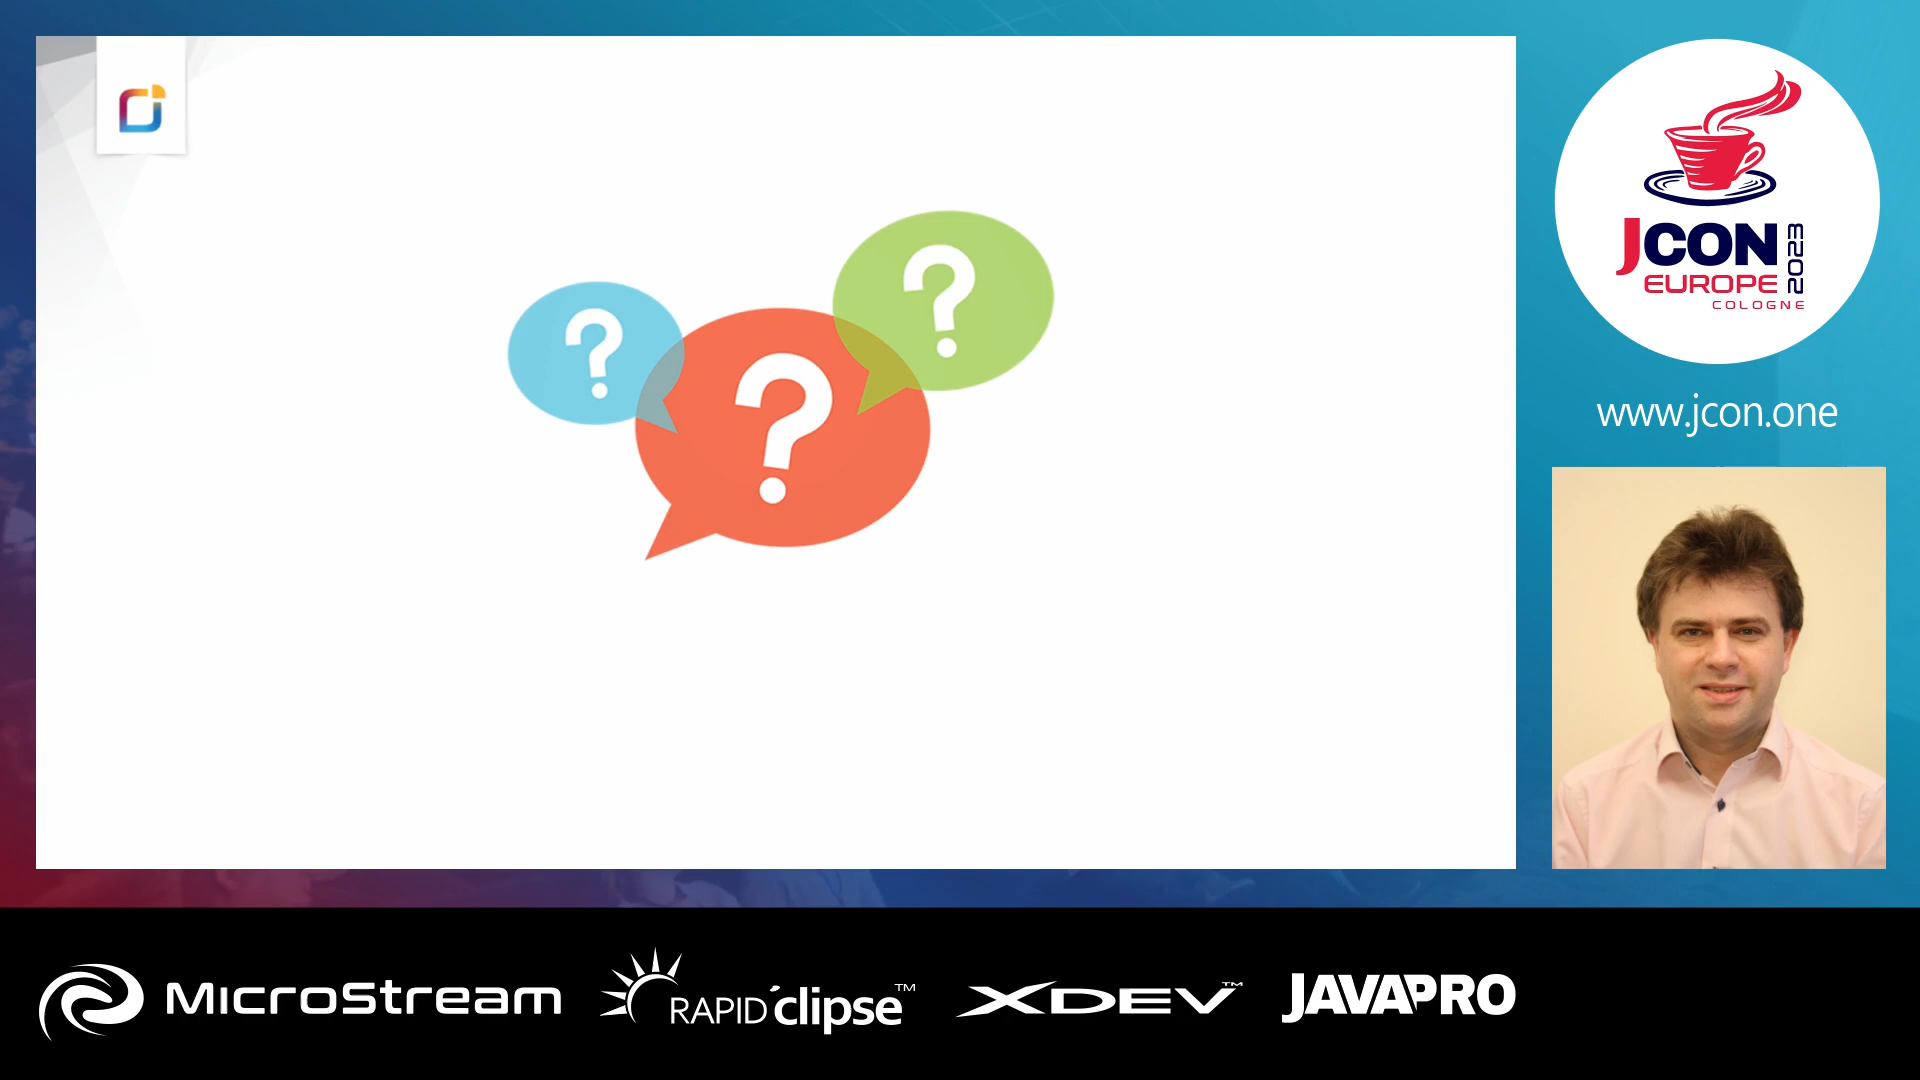 ?
?
?
JCON
EUROPE
2023
COLOGNE
www.jcon.one
MicroStream
RAPID'clipse™
XDEV™
JAVAPRO